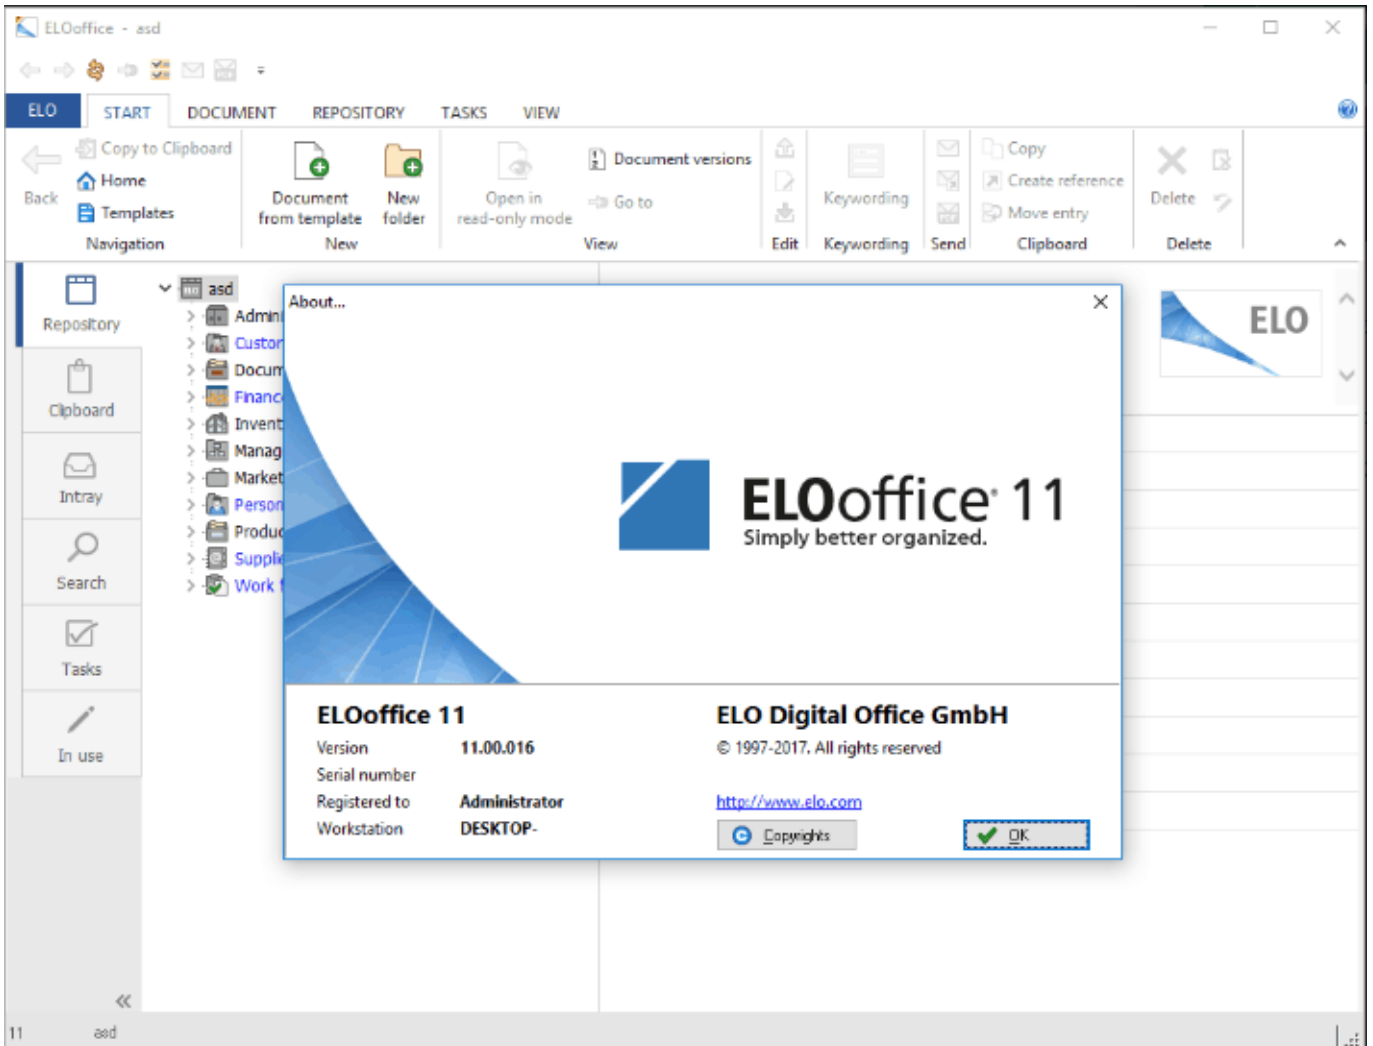 ELOoffice - asd
ELO START DOCUMENT REPOSITORY TASKS VIEW
Back
Copy to Clipboard
Home
Templates
Navigation
Document from template
New folder
New
Open in read-only mode
Document versions
Go to
View
Edit
Keywording
Keywording
Send
Copy
Create reference
Move entry
Clipboard
Delete
Delete
Repository
Clipboard
Intray
Search
Tasks
In use
asd
Admini
Custor
Docum
Financ
Invent
Manag
Market
Person
Produc
Supplie
Work f
ELO
About...
ELOoffice 11
Simply better organized.
ELOoffice 11
Version 11.00.016
Serial number
Registered to Administrator
Workstation DESKTOP-
ELO Digital Office GmbH
© 1997-2017. All rights reserved
http://www.elo.com
Copyrights
OK
11 asd